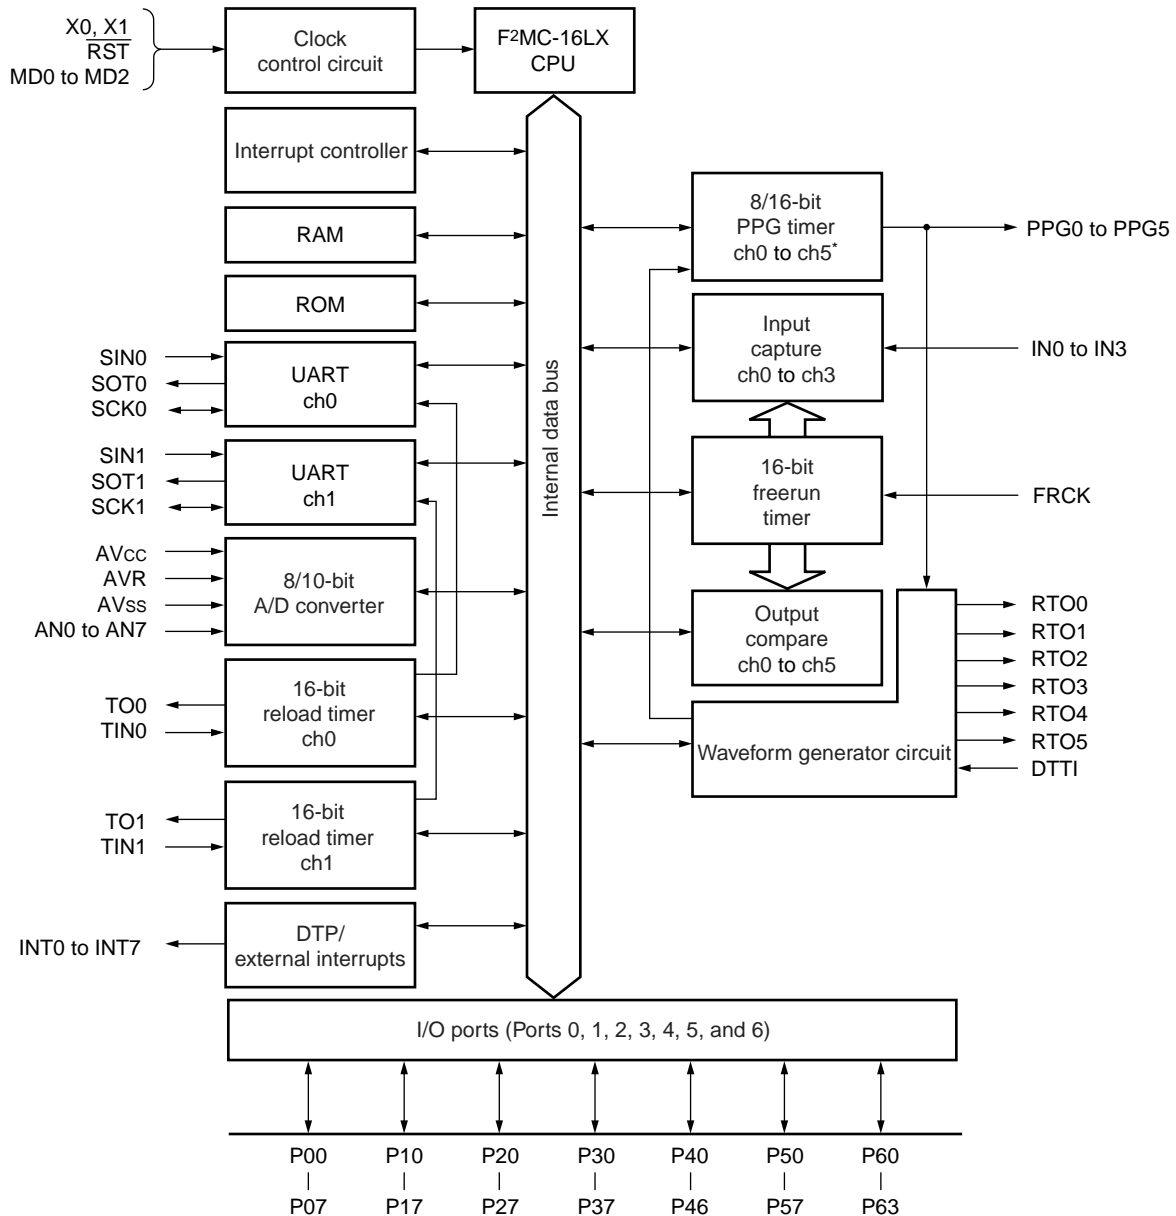 X0, X1
RST
MD0 to MD2
Clock
control circuit
F²MC-16LX
CPU
Interrupt controller
RAM
ROM
SIN0
SOT0
SCK0
UART
ch0
SIN1
SOT1
SCK1
UART
ch1
AVCC
AVR
AVSS
AN0 to AN7
8/10-bit
A/D converter
TO0
TIN0
16-bit
reload timer
ch0
TO1
TIN1
16-bit
reload timer
ch1
INT0 to INT7
DTP/
external interrupts
Internal data bus
8/16-bit
PPG timer
ch0 to ch5*
PPG0 to PPG5
Input
capture
ch0 to ch3
IN0 to IN3
16-bit
freerun
timer
FRCK
Output
compare
ch0 to ch5
Waveform generator circuit
RTO0
RTO1
RTO2
RTO3
RTO4
RTO5
DTTI
I/O ports (Ports 0, 1, 2, 3, 4, 5, and 6)
P00 P10 P20 P30 P40 P50 P60
P07 P17 P27 P37 P46 P57 P63